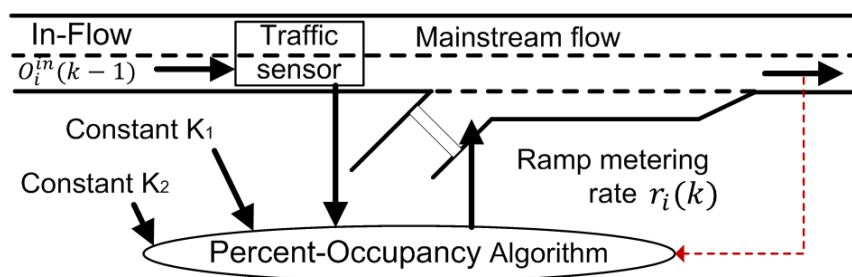 In-Flow
Traffic
sensor
Mainstream flow
O_i^{in}(k − 1)
Constant K₁
Constant K₂
Ramp metering
rate r_i(k)
Percent-Occupancy Algorithm